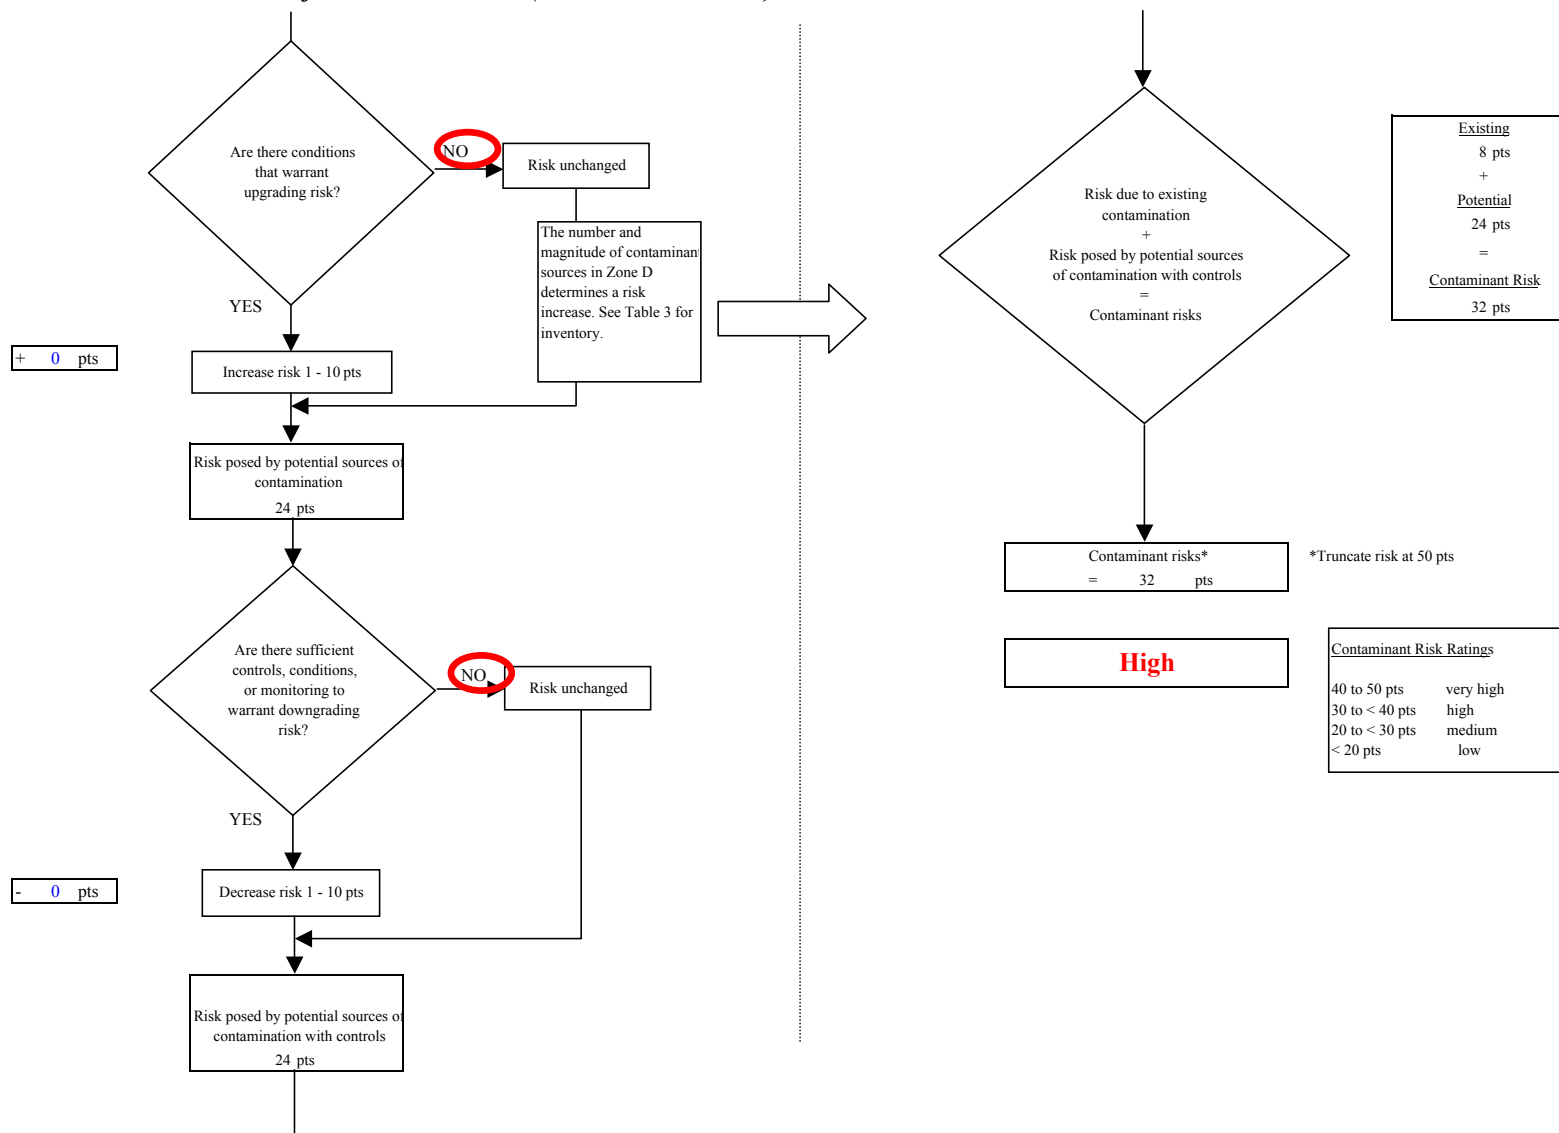 Are there conditions
that warrant
upgrading risk?
NO
Risk unchanged
The number and
magnitude of contaminant
sources in Zone D
determines a risk
increase. See Table 3 for
inventory.
YES
+ 0 pts
Increase risk 1 - 10 pts
Risk posed by potential sources of
contamination
24 pts
Are there sufficient
controls, conditions,
or monitoring to
warrant downgrading
risk?
NO
Risk unchanged
YES
- 0 pts
Decrease risk 1 - 10 pts
Risk posed by potential sources of
contamination with controls
24 pts
Risk due to existing
contamination
+
Risk posed by potential sources
of contamination with controls
=
Contaminant risks
Existing
8 pts
+
Potential
24 pts
=
Contaminant Risk
32 pts
Contaminant risks*
= 32 pts
*Truncate risk at 50 pts
High
Contaminant Risk Ratings
40 to 50 pts very high
30 to < 40 pts high
20 to < 30 pts medium
< 20 pts low